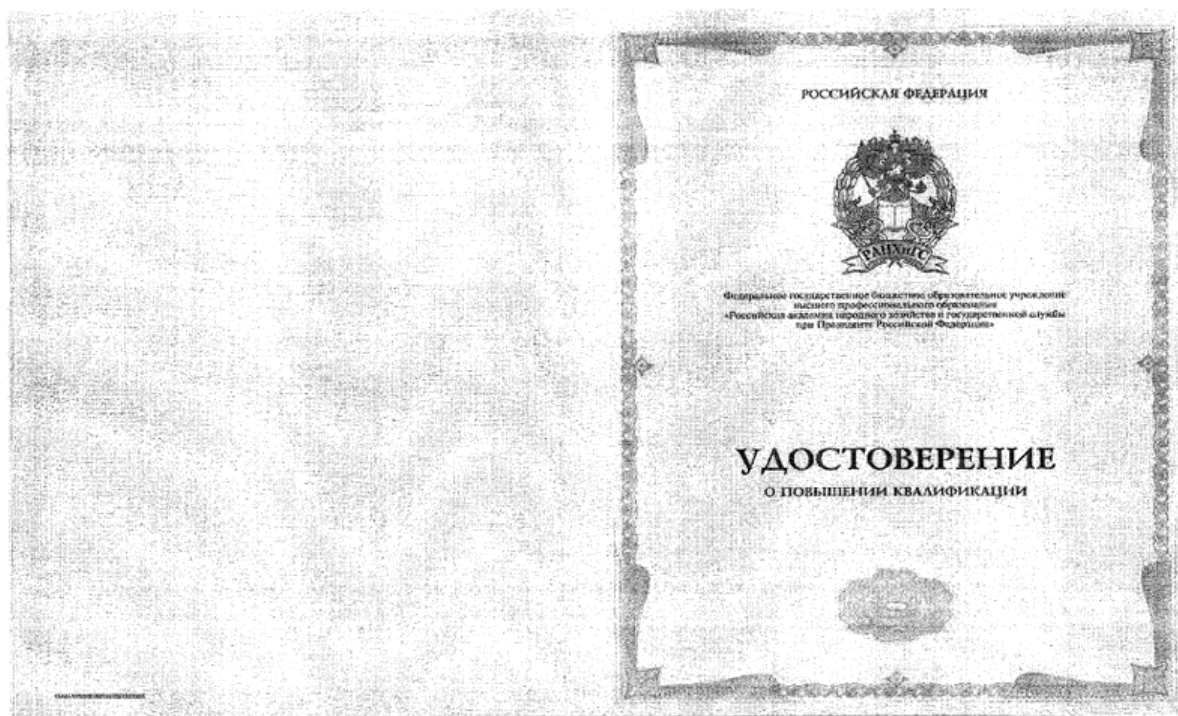 РОССИЙСКАЯ ФЕДЕРАЦИЯ
РАНХиГС
Федеральное государственное бюджетное образовательное учреждение
высшего профессионального образования
«Российская академия народного хозяйства и государственной службы
при Президенте Российской Федерации»
УДОСТОВЕРЕНИЕ
О ПОВЫШЕНИИ КВАЛИФИКАЦИИ